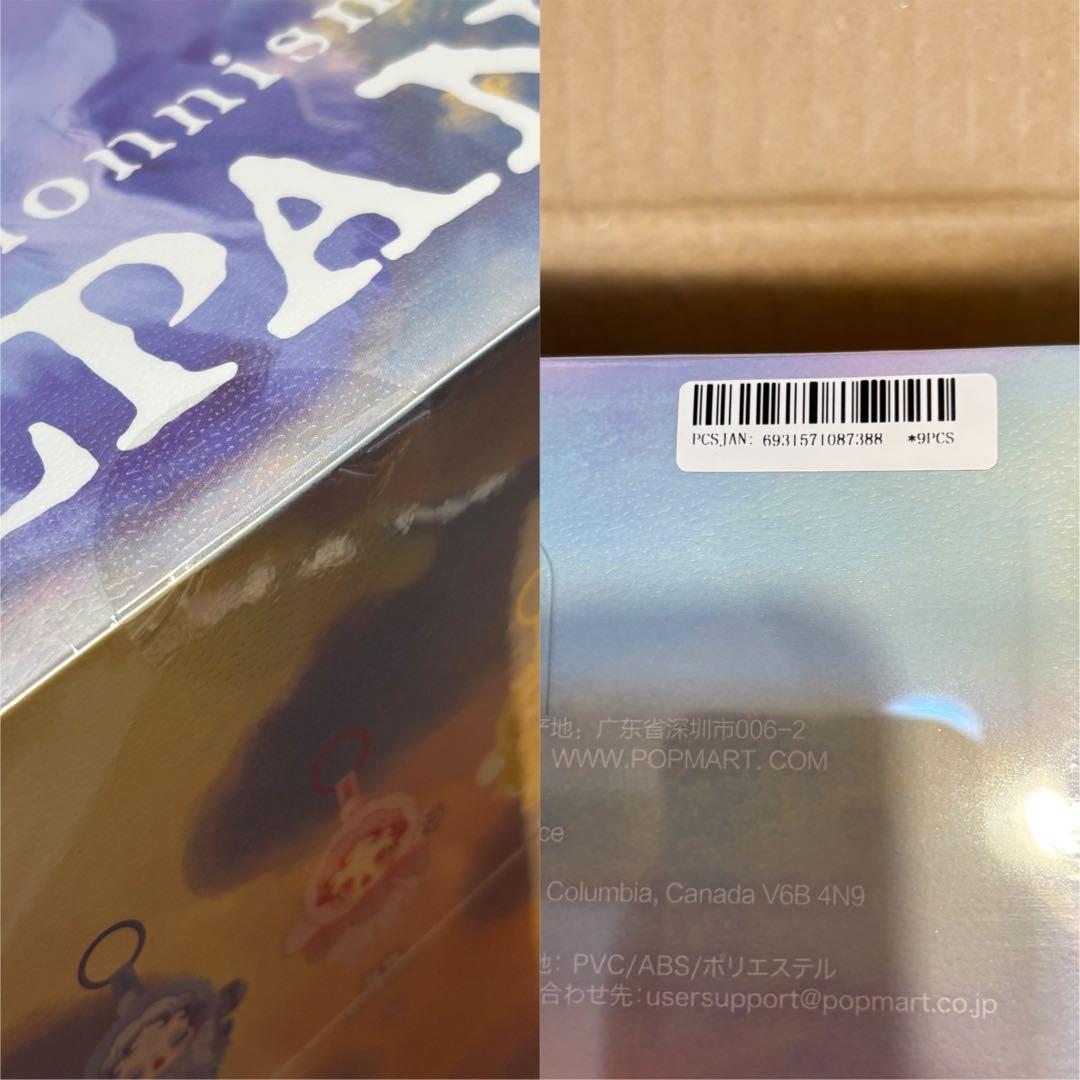 onnism
TPA
PCSJAN: 6931571087388 *9PCS
地：广东省深圳市006-2
WWW.POPMART.COM
ce
Columbia, Canada V6B 4N9
地：PVC/ABS/ポリエステル
合わせ先：usersupport@popmart.co.jp